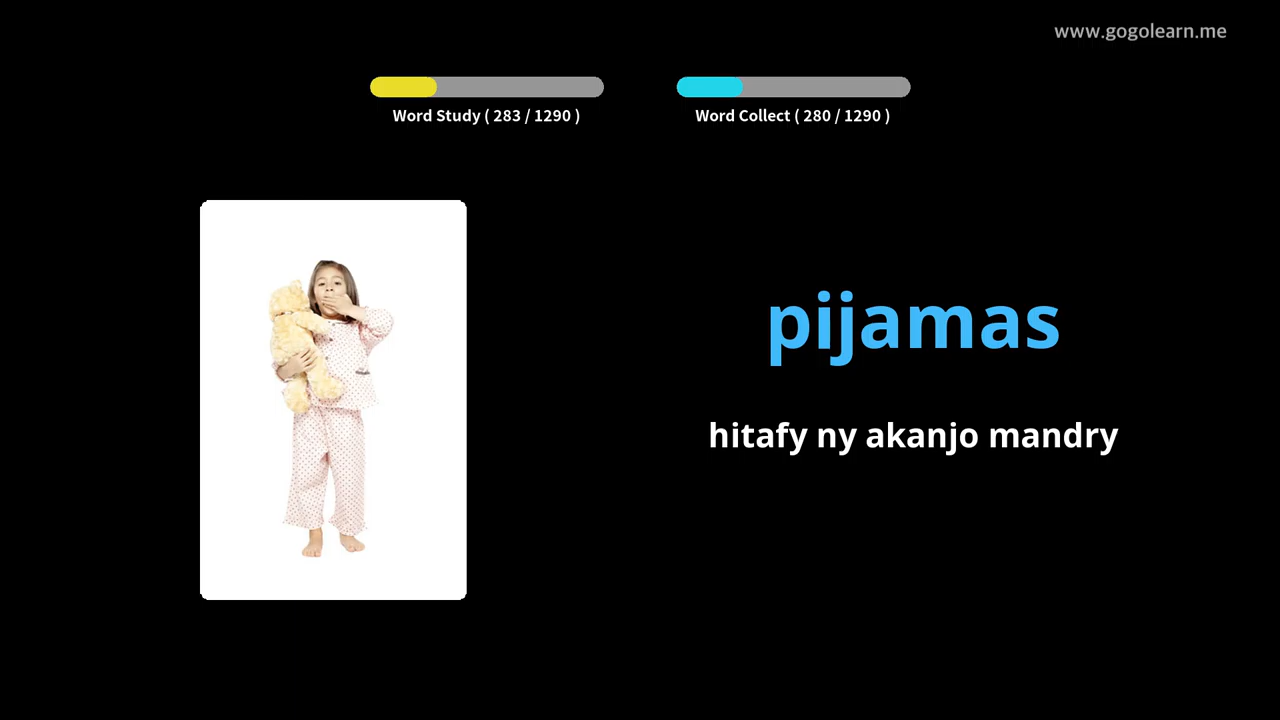 www.gogolearn.me
Word Study ( 283 / 1290 )
Word Collect ( 280 / 1290 )
pijamas
hitafy ny akanjo mandry